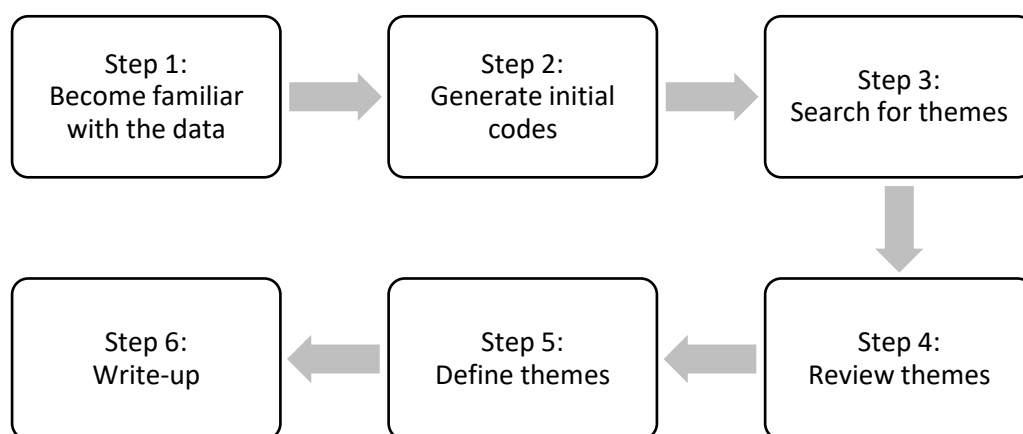 Step 1:
Become familiar
with the data
Step 2:
Generate initial
codes
Step 3:
Search for themes
Step 4:
Review themes
Step 5:
Define themes
Step 6:
Write-up